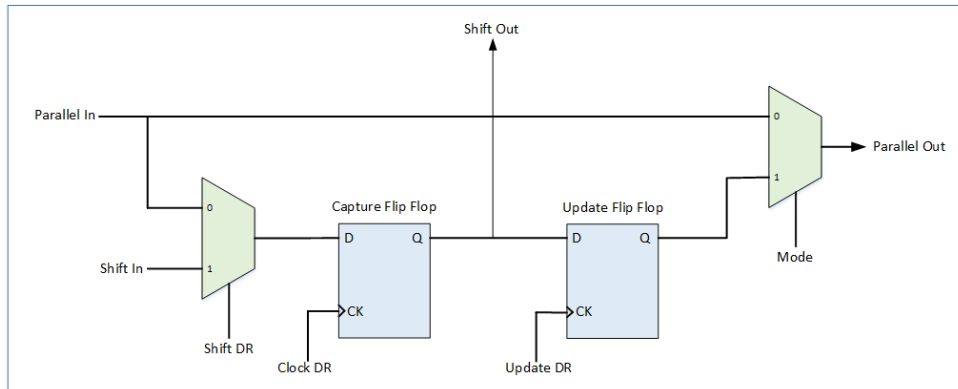 Shift Out
Parallel In
0
Parallel Out
1
Capture Flip Flop
Update Flip Flop
0
D
Q
D
Q
Mode
Shift In
1
CK
CK
Shift DR
Clock DR
Update DR